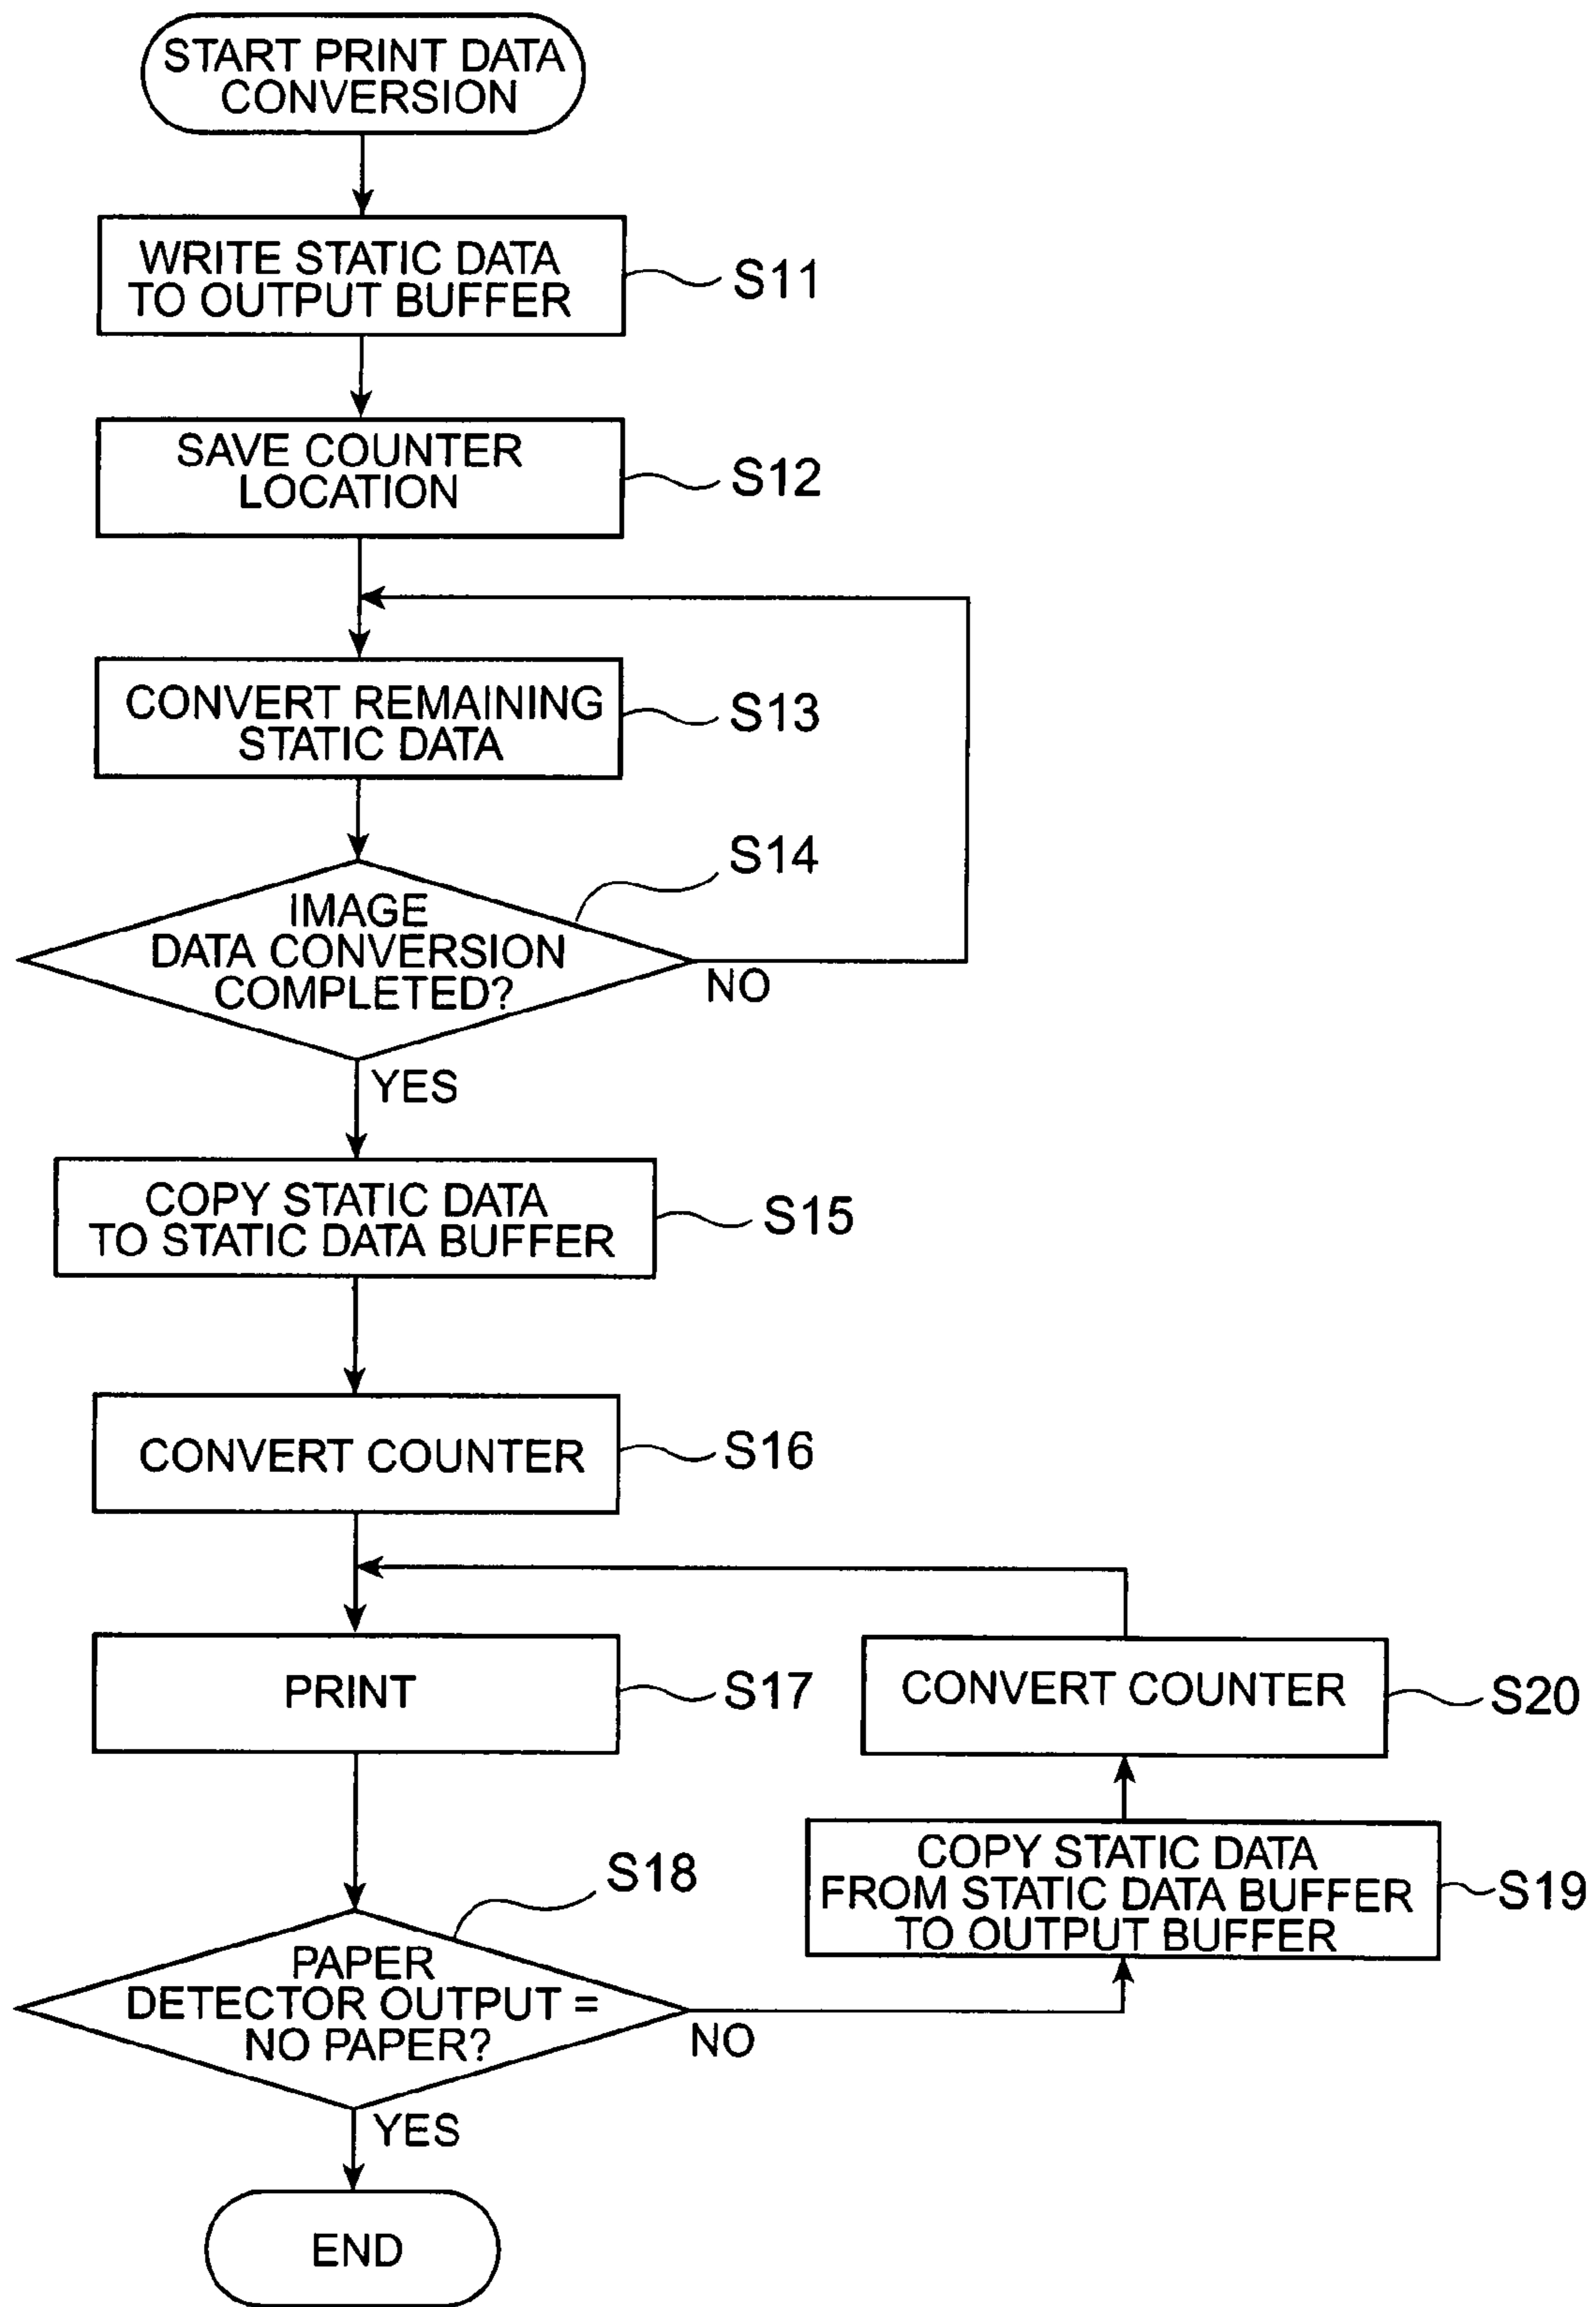 START PRINT DATA
CONVERSION
WRITE STATIC DATA
TO OUTPUT BUFFER
S11
SAVE COUNTER
LOCATION
S12
CONVERT REMAINING
STATIC DATA
S13
S14
IMAGE
DATA CONVERSION
COMPLETED?
NO
YES
COPY STATIC DATA
TO STATIC DATA BUFFER
S15
CONVERT COUNTER
S16
PRINT
S17
CONVERT COUNTER
S20
COPY STATIC DATA
FROM STATIC DATA BUFFER
TO OUTPUT BUFFER
S19
S18
PAPER
DETECTOR OUTPUT =
NO PAPER?
NO
YES
END